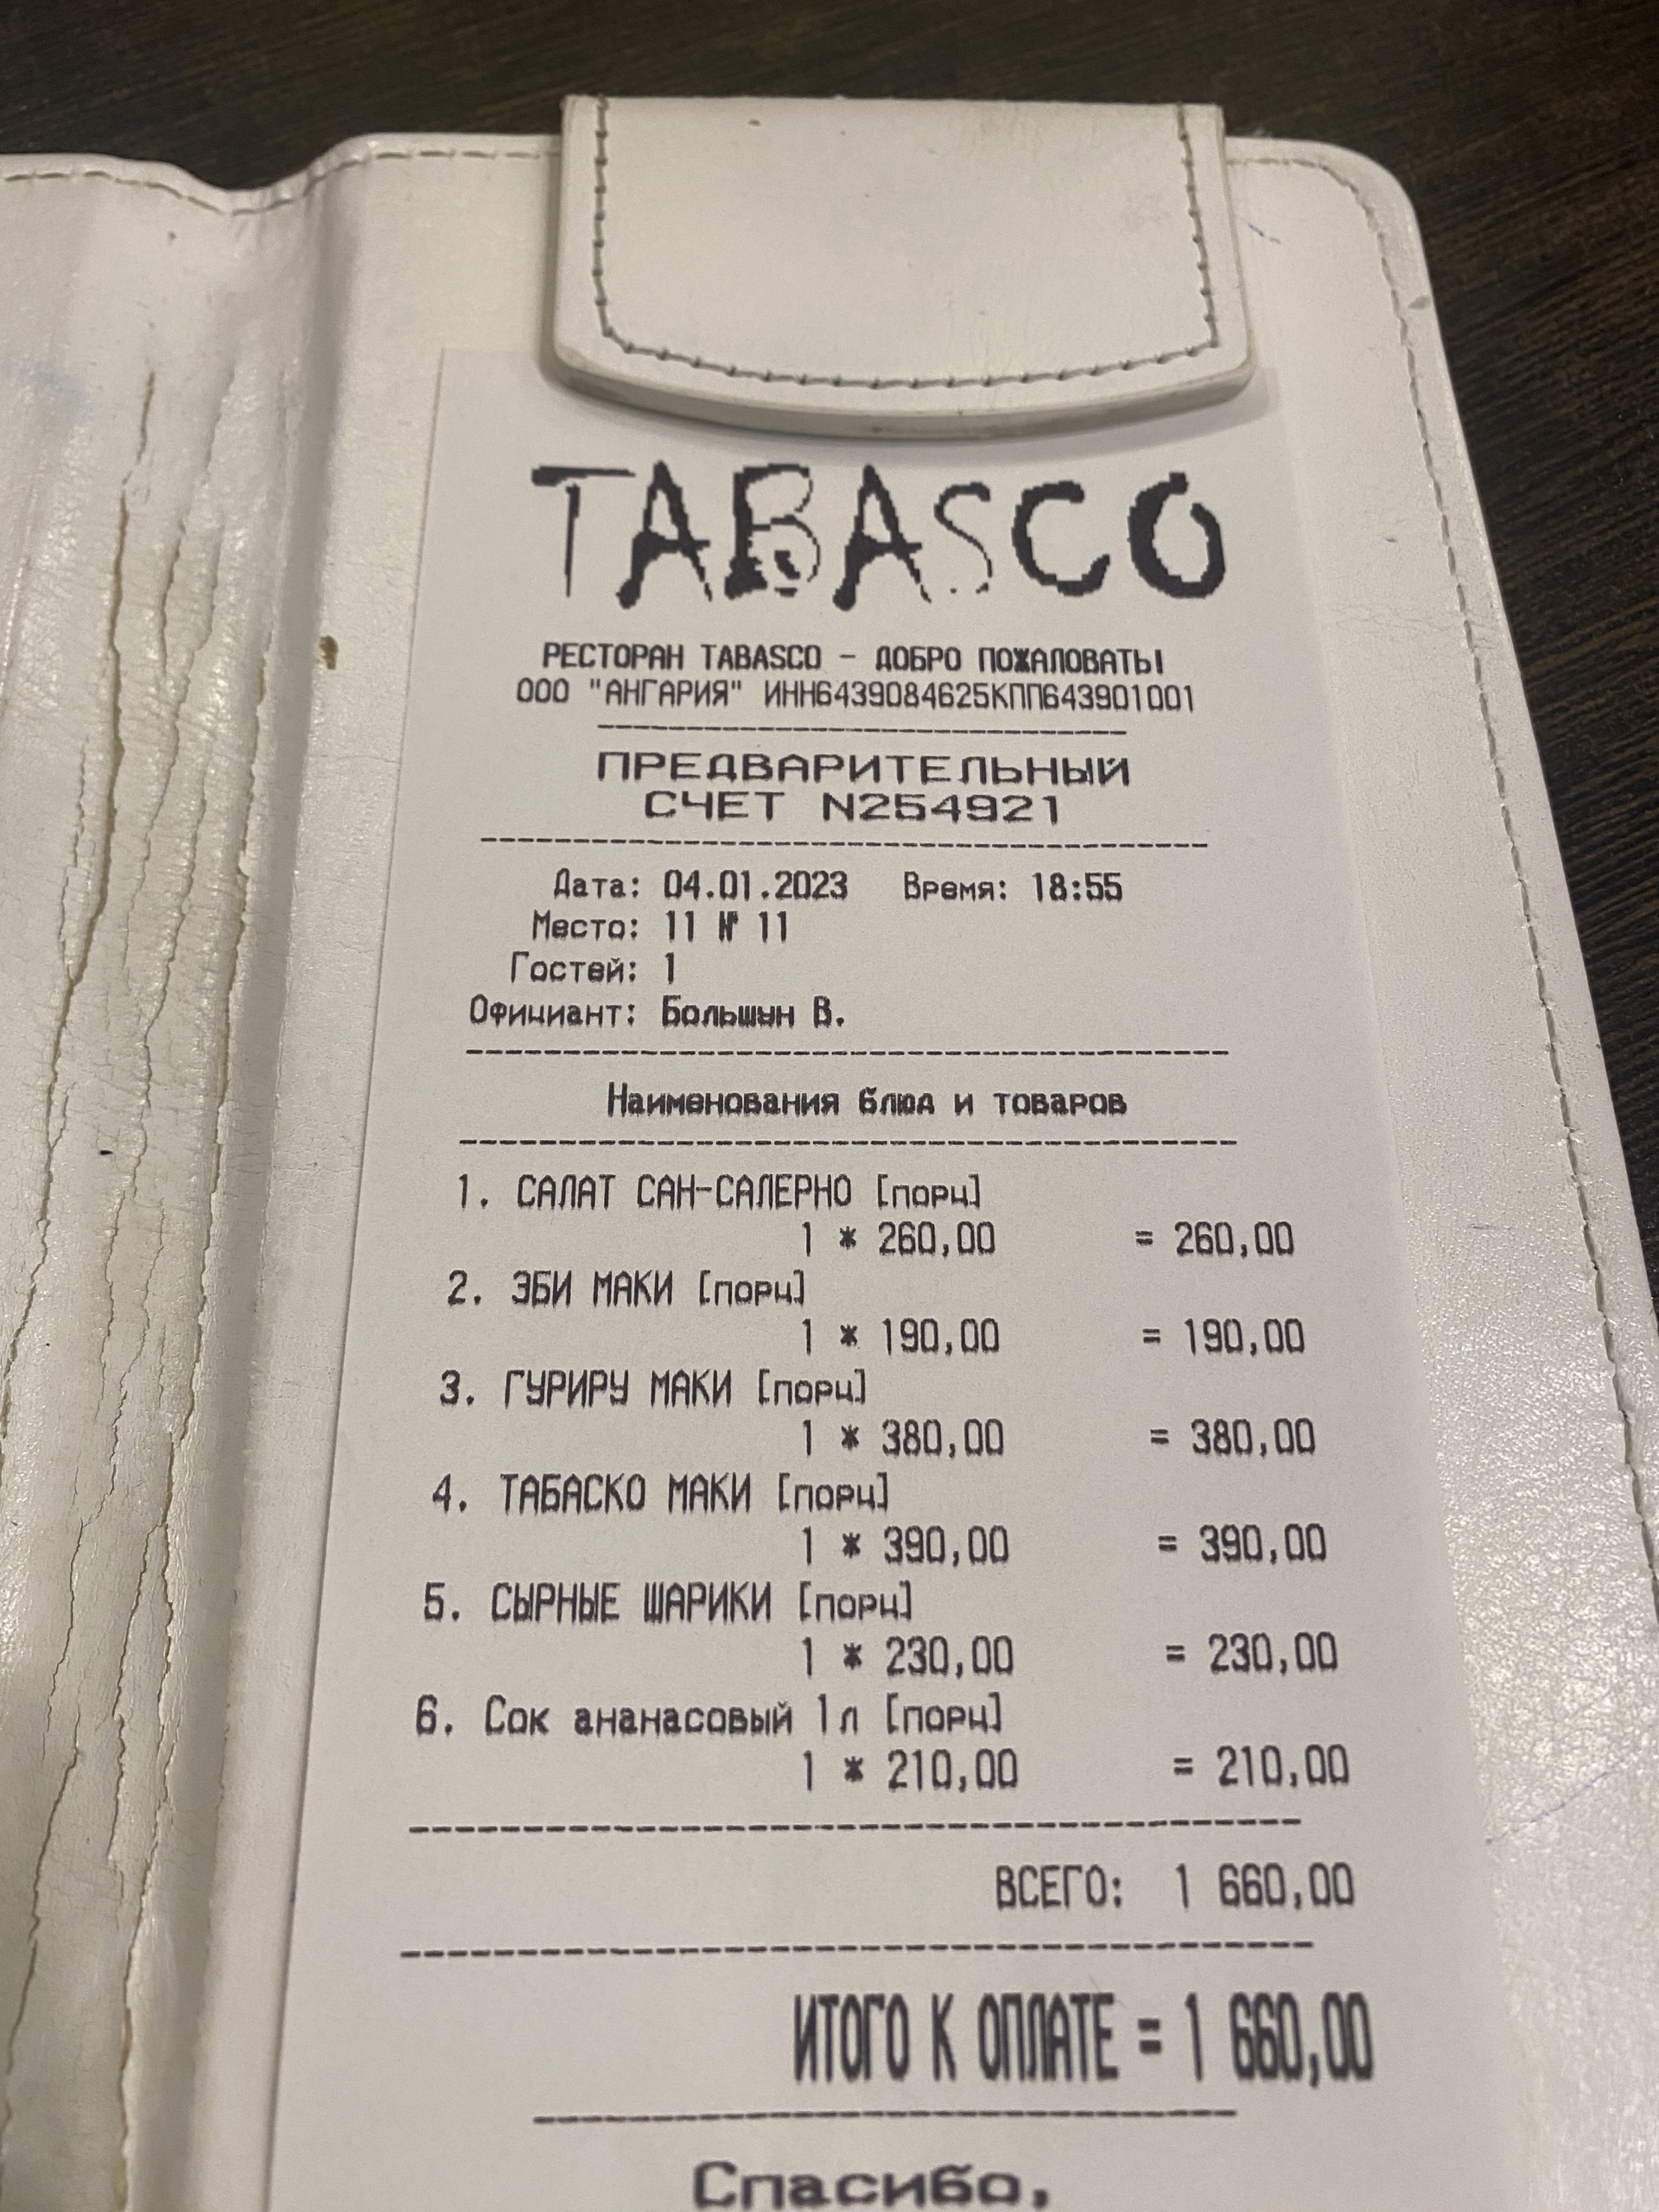 TABASCO
РЕСТОРАН TABASCO - ДОБРО ПОЖАЛОВАТЬ!
ООО "АНГАРИЯ" ИНН6439084625КПП643901001
ПРЕДВАРИТЕЛЬНЫЙ
СЧЕТ N254921
Дата: 04.01.2023 Время: 18:55
Место: 11 № 11
Гостей: 1
Официант: Большун В.
Наименования блюд и товаров
1. САЛАТ САН-САЛЕРНО [порц]
1 * 260,00 = 260,00
2. ЭБИ МАКИ [порц]
1 * 190,00 = 190,00
3. ГУРИРУ МАКИ [порц]
1 * 380,00 = 380,00
4. ТАБАСКО МАКИ [порц]
1 * 390,00 = 390,00
5. СЫРНЫЕ ШАРИКИ [порц]
1 * 230,00 = 230,00
6. Сок ананасовый 1л [порц]
1 * 210,00 = 210,00
ВСЕГО: 1 660,00
ИТОГО К ОПЛАТЕ = 1 660,00
Спасибо,